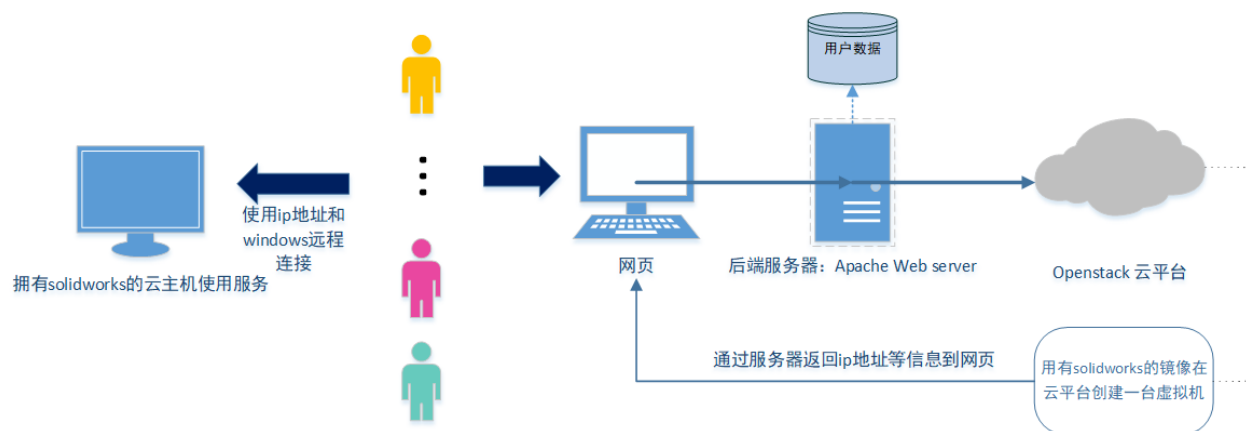 用户数据
使用ip地址和
windows远程
连接
拥有solidworks的云主机使用服务
网页
后端服务器：Apache Web server
Openstack 云平台
通过服务器返回ip地址等信息到网页
用有solidworks的镜像在
云平台创建一台虚拟机